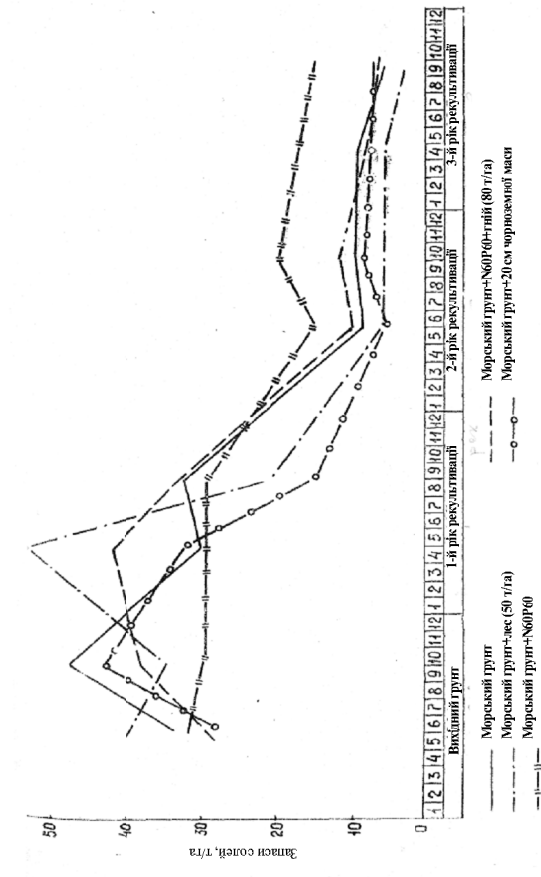 Запаси солей, т/га
50
40
30
20
10
0
1 2 3 4 5 6 7 8 9 10 11 12 1 2 3 4 5 6 7 8 9 10 11 12 1 2 3 4 5 6 7 8 9 10 11 12 1 2 3 4 5 6 7 8 9 10 11 12
Вихідний грунт
1-й рік рекультивації
2-й рік рекультивації
3-й рік рекультивації
Морський грунт
Морський грунт+лес (50 т/га)
Морський грунт+N60P60
Морський грунт+N60P60+гній (80 т/га)
Морський грунт+20 см чорноземної маси